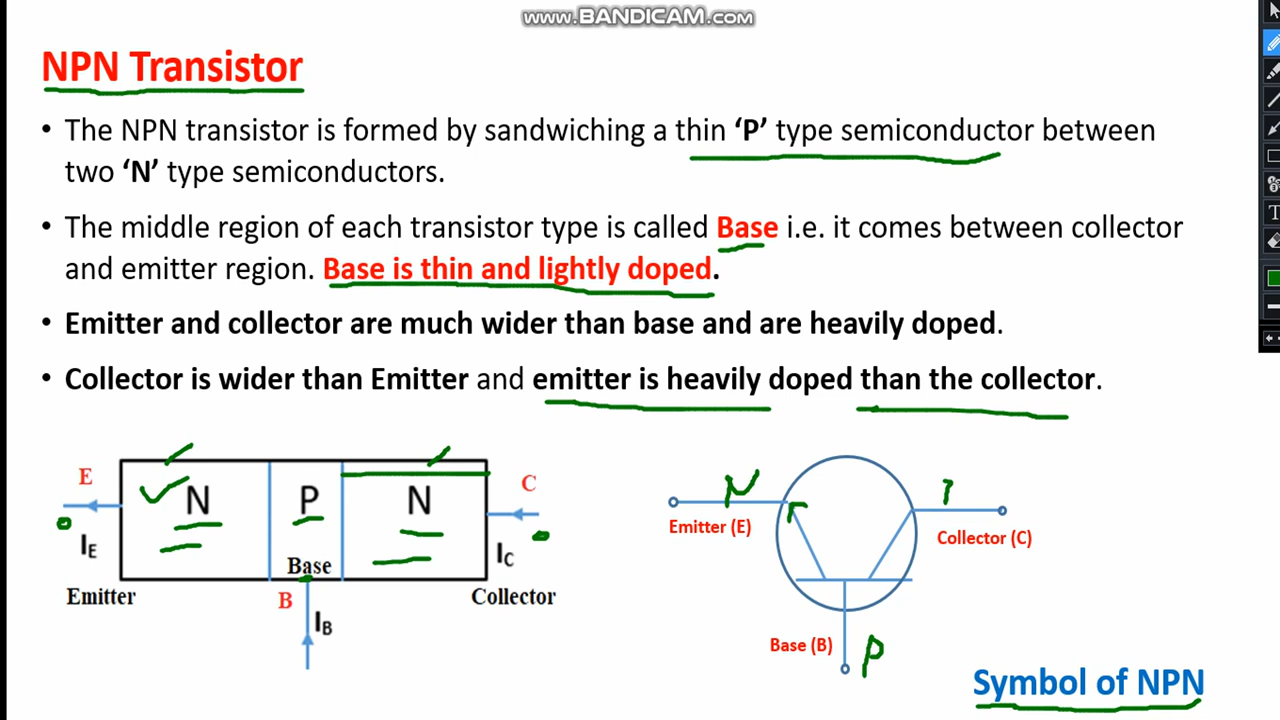 www.BANDICAM.com
NPN Transistor
• The NPN transistor is formed by sandwiching a thin ‘P’ type semiconductor between
two ‘N’ type semiconductors.
• The middle region of each transistor type is called Base i.e. it comes between collector
and emitter region. Base is thin and lightly doped.
• Emitter and collector are much wider than base and are heavily doped.
• Collector is wider than Emitter and emitter is heavily doped than the collector.
E
N
P
N
C
IE
Base
IC
Emitter
B
Collector
IB
N
Emitter (E)
Collector (C)
Base (B)
P
Symbol of NPN